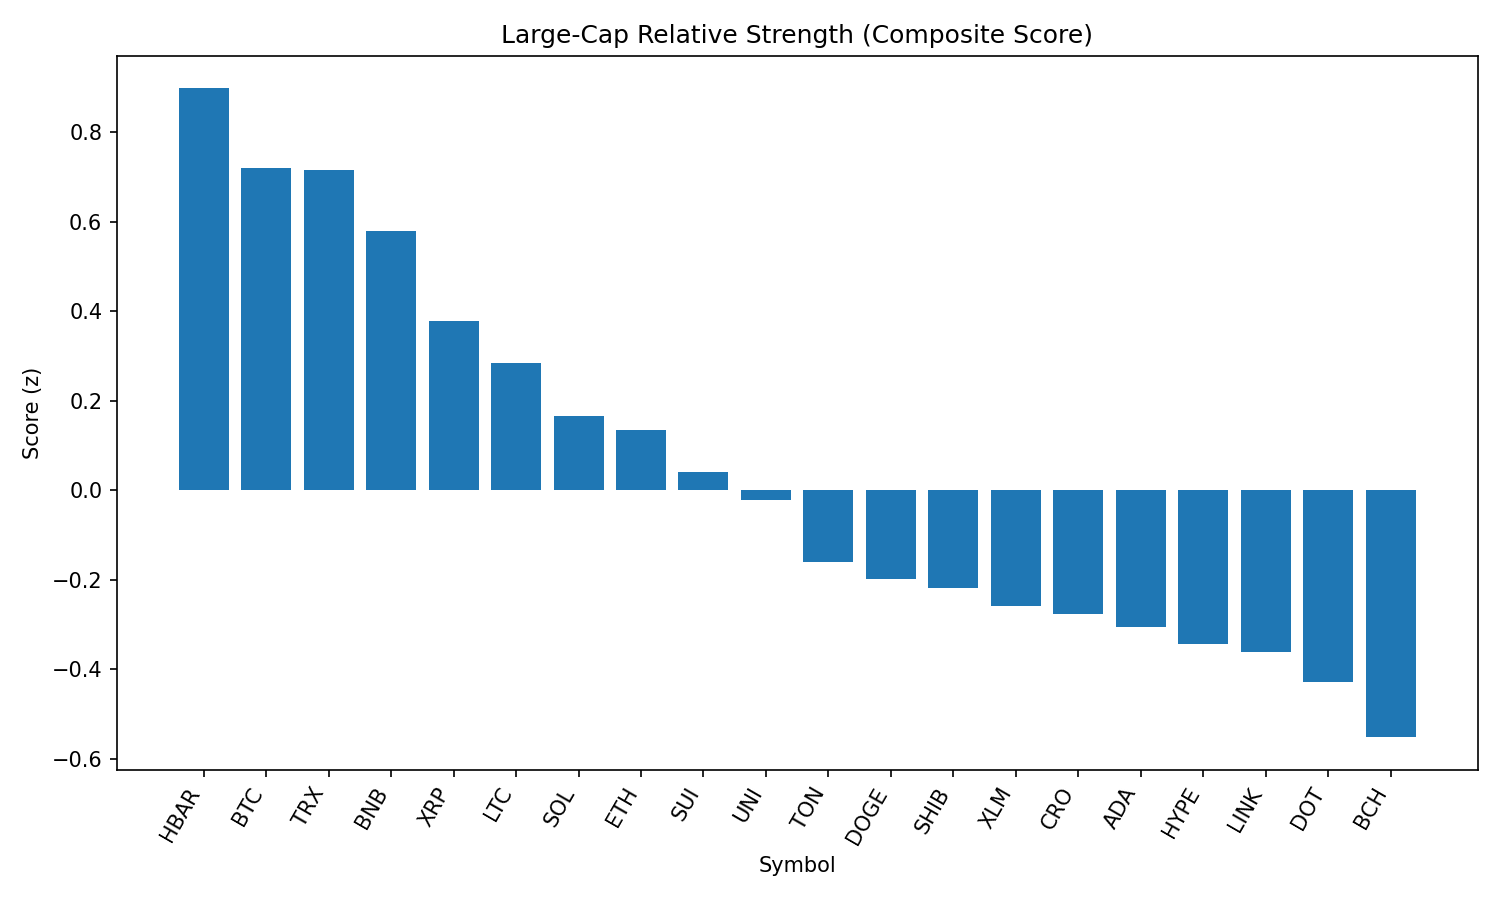 Large-Cap Relative Strength (Composite Score)
Score (z)
0.8
0.6
0.4
0.2
0.0
−0.2
−0.4
−0.6
HBAR
BTC
TRX
BNB
XRP
LTC
SOL
ETH
SUI
UNI
TON
DOGE
SHIB
XLM
CRO
ADA
HYPE
LINK
DOT
BCH
Symbol